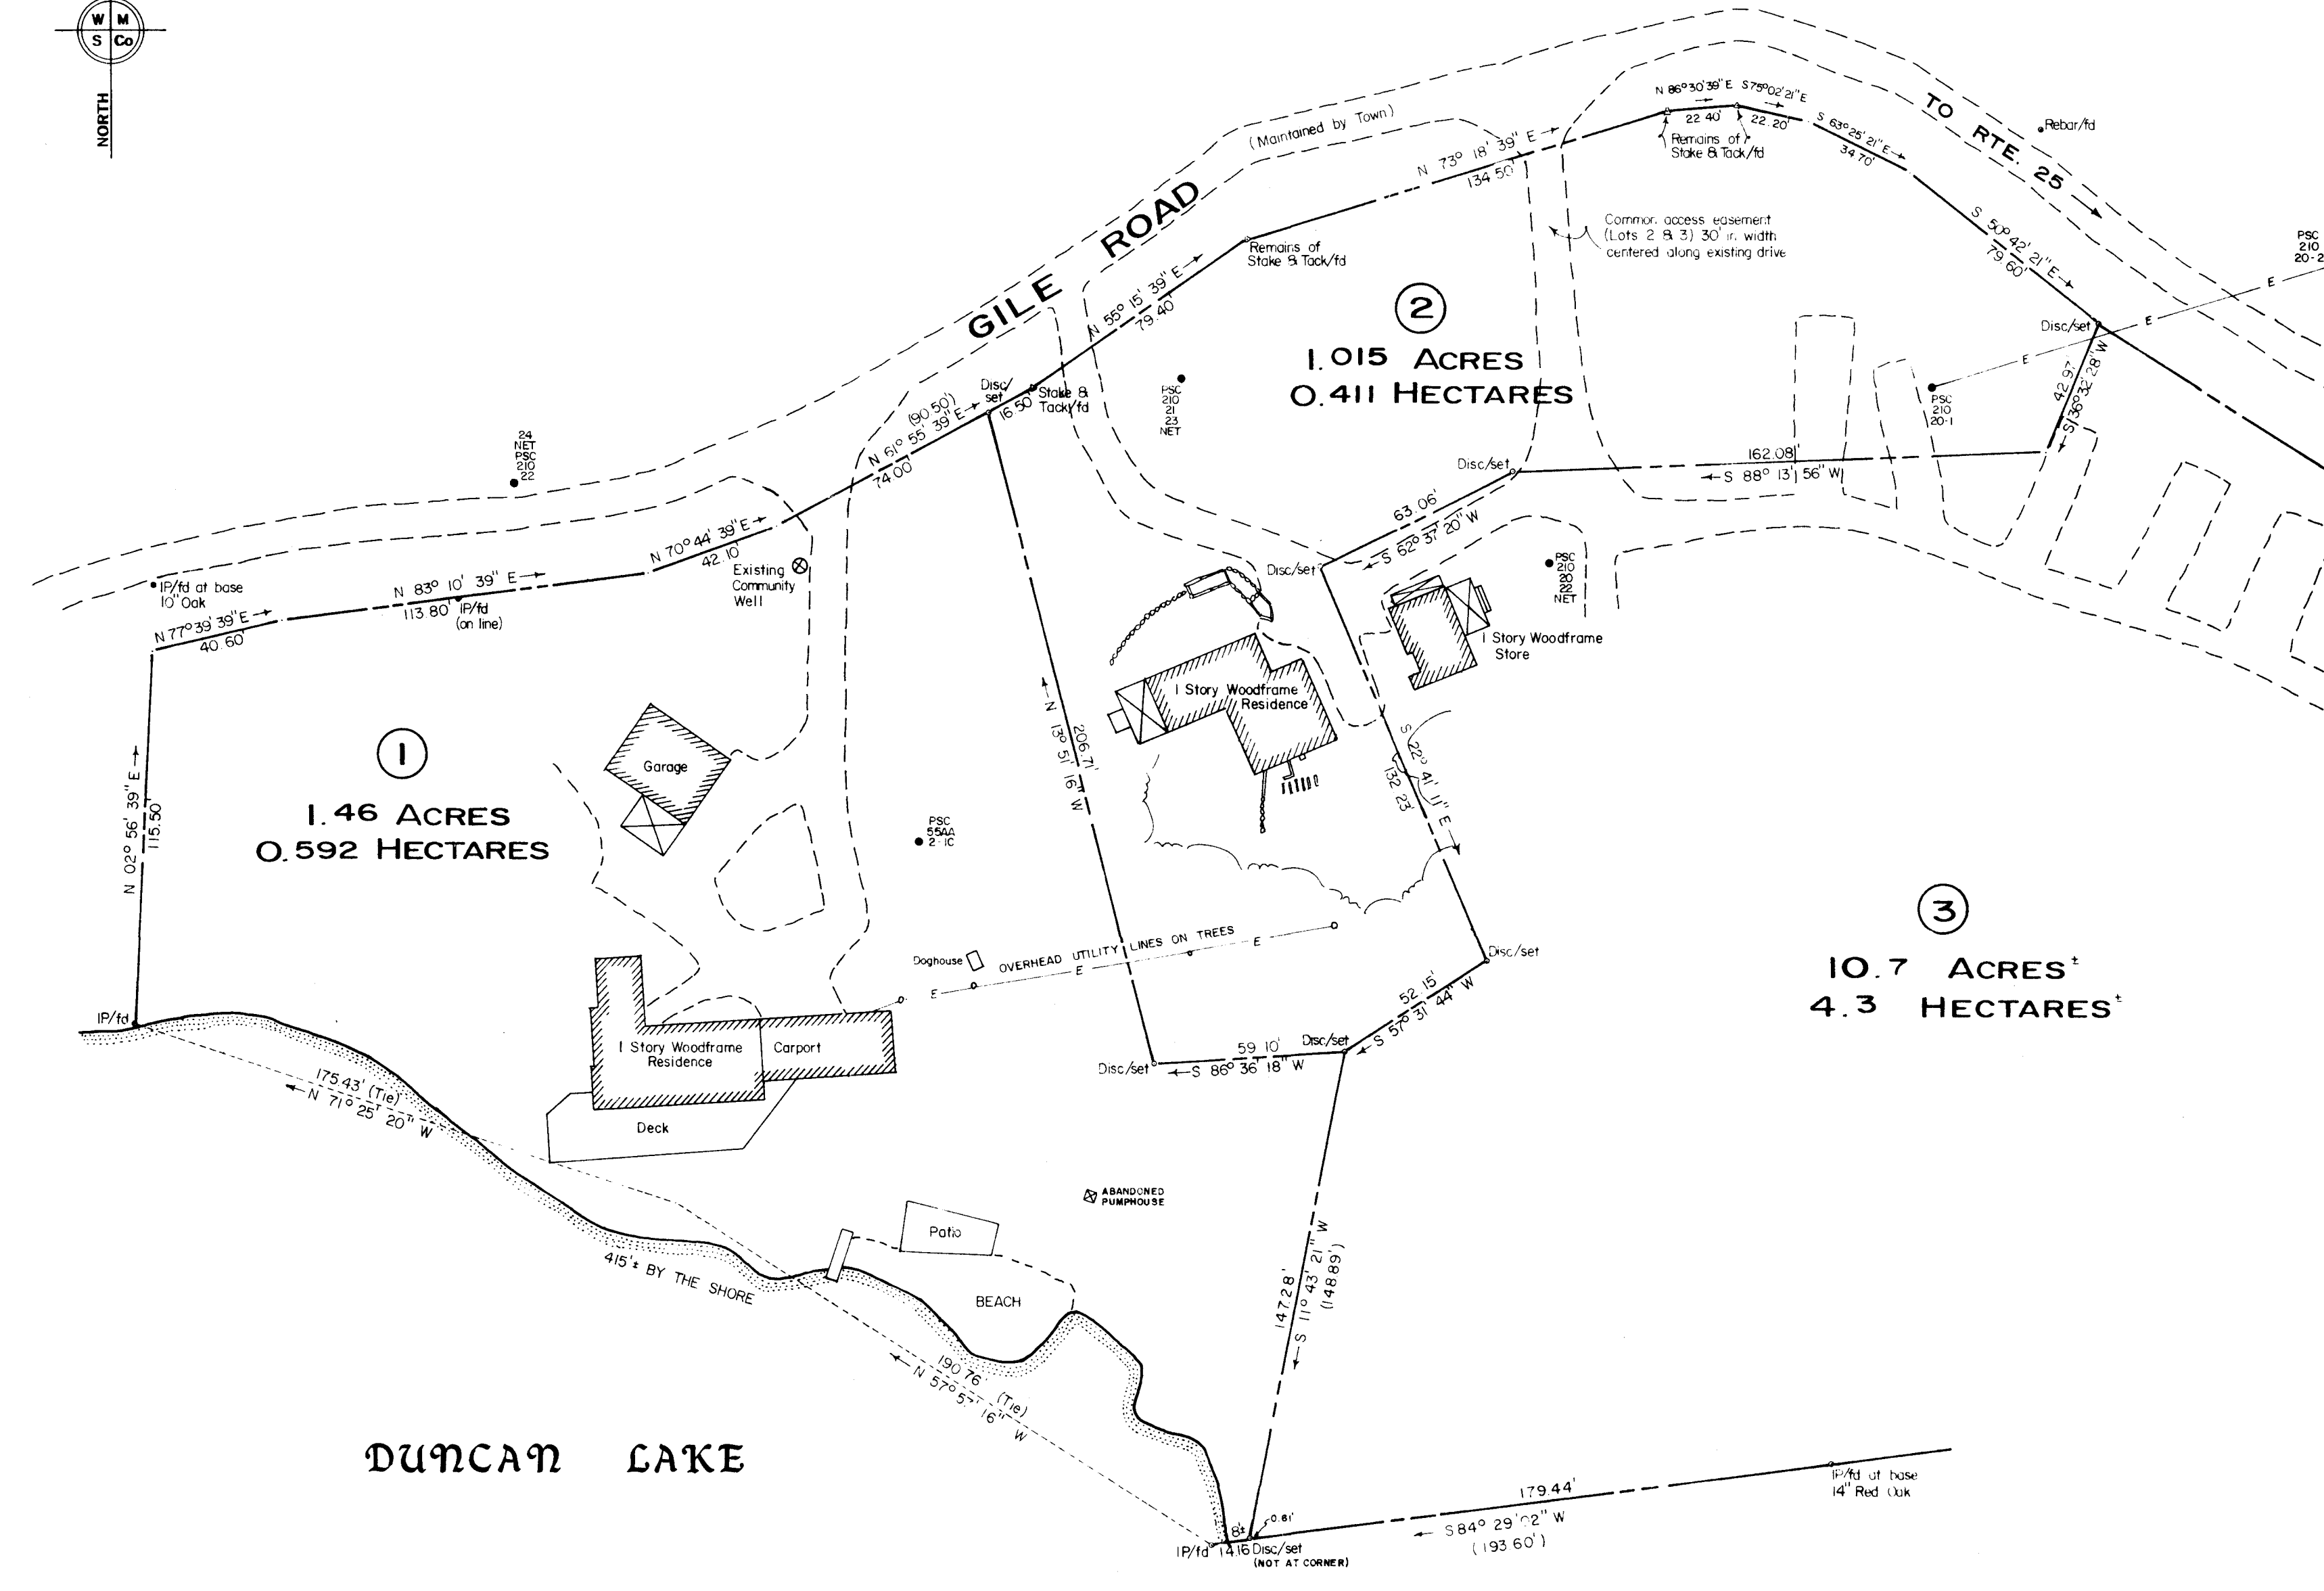 W M
S Co
NORTH
GILE ROAD
(Maintained by Town)
TO RTE. 25
Rebar/fd
N 86° 30' 39" E
22.40'
S 75° 02' 21" E
22.20'
Remains of
Stake & Tack/fd
S 63° 25' 21" E
34.70'
S 50° 42' 21" E
79.60'
N 73° 18' 39" E
134.50'
Common access easement
(Lots 2 & 3) 30' in width
centered along existing drive
Remains of
Stake & Tack/fd
N 55° 15' 39" E
79.40'
PSC
210
E
E
E
Disc/set
42.97'
S 36° 32' 28" W
PSC
210
20-1
2
1.015 ACRES
0.411 HECTARES
PSC
210
21
23
NET
Disc/
set
Stake &
Tack/fd
16.50'
(90.50')
N 61° 55' 39" E
74.00'
24
NET
PSC
210
22
162.08'
S 88° 13' 56" W
Disc/set
63.06'
S 62° 37' 20" W
Disc/set
PSC
210
20
22
NET
N 70° 44' 39" E
42.10'
Existing
Community
Well
IP/fd at base
10" Oak
N 83° 10' 39" E
113.80'
IP/fd
(on line)
N 77° 39' 39" E
40.60'
1 Story Woodframe
Store
1 Story Woodframe
Residence
N 13° 51' 16" W
206.71'
S 22° 41' 11" E
132.23'
1
1.46 ACRES
0.592 HECTARES
Garage
N 02° 56' 39" E
115.50'
PSC
55AA
2-1C
3
10.7 ACRES±
4.3 HECTARES±
Doghouse
OVERHEAD UTILITY LINES ON TREES
E
E
E
Disc/set
52.15'
S 57° 31' 44" W
IP/fd
1 Story Woodframe
Residence
Carport
Deck
Disc/set
59.10'
S 86° 36' 18" W
Disc/set
175.43' (Tie)
N 71° 25' 20" W
ABANDONED
PUMPHOUSE
Patio
BEACH
415'± BY THE SHORE
147.28'
S 11° 43' 21" W
(148.89')
190.76' (Tie)
N 57° 57' 16" W
DUNCAN LAKE
IP/fd at base
14" Red Oak
179.44'
S 84° 29' 02" W
(193.60')
8'±
0.61'
IP/fd
14.16
Disc/set
(NOT AT CORNER)